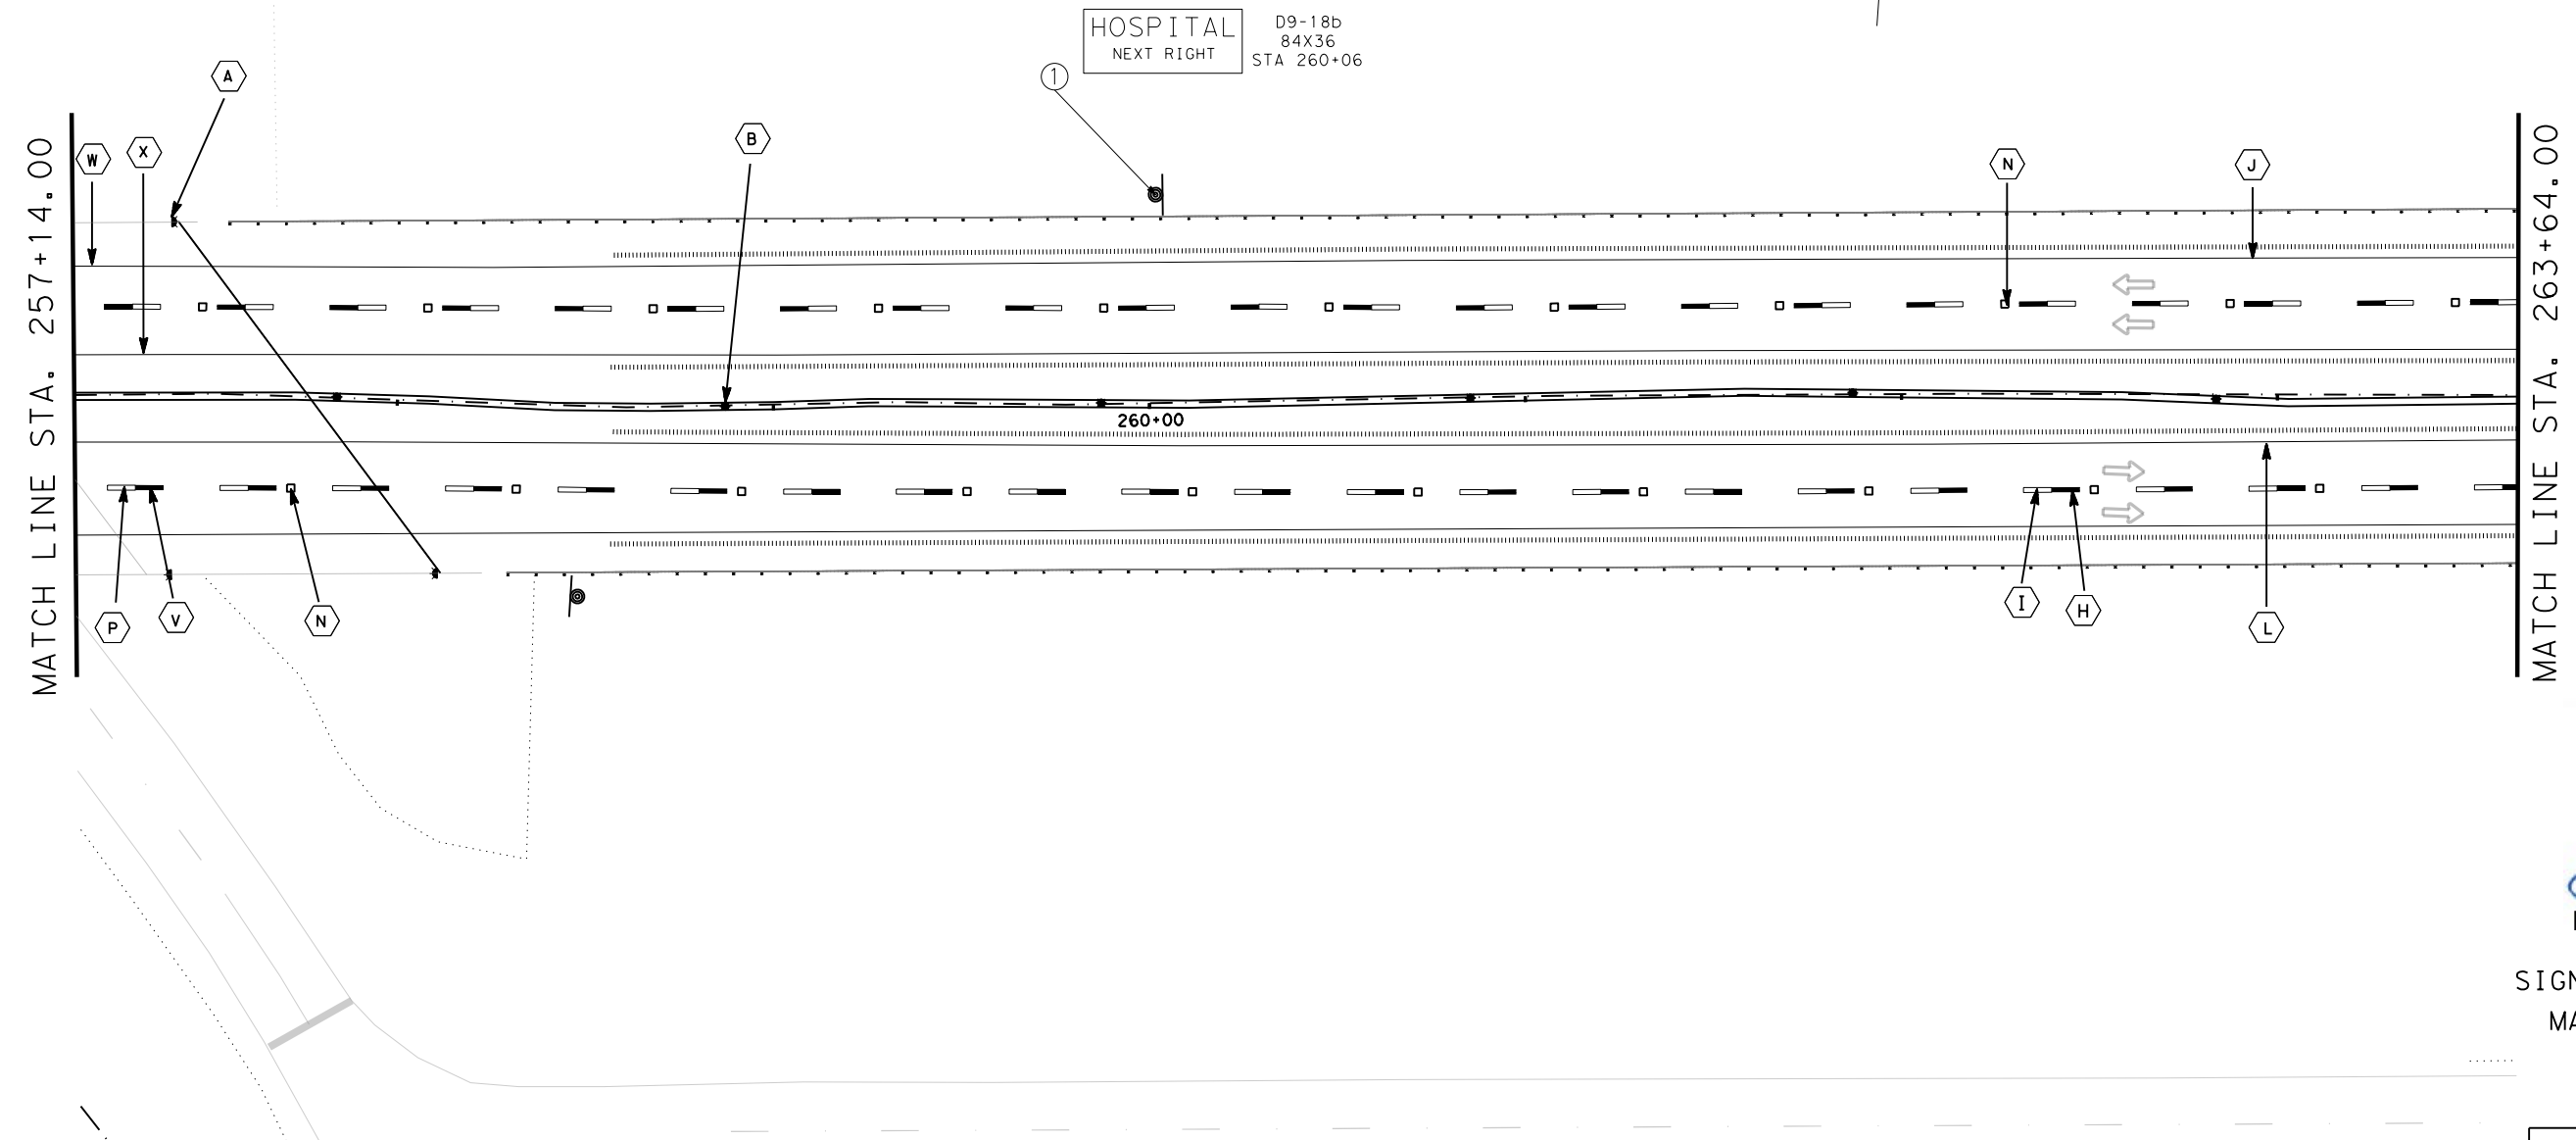 HOSPITAL
NEXT RIGHT
D9-18b
84X36
STA 260+06
1
A
B
W
X
N
J
MATCH LINE STA. 257+14.00
MATCH LINE STA. 263+64.00
260+00
P
V
N
I
H
L
SIGN
MA